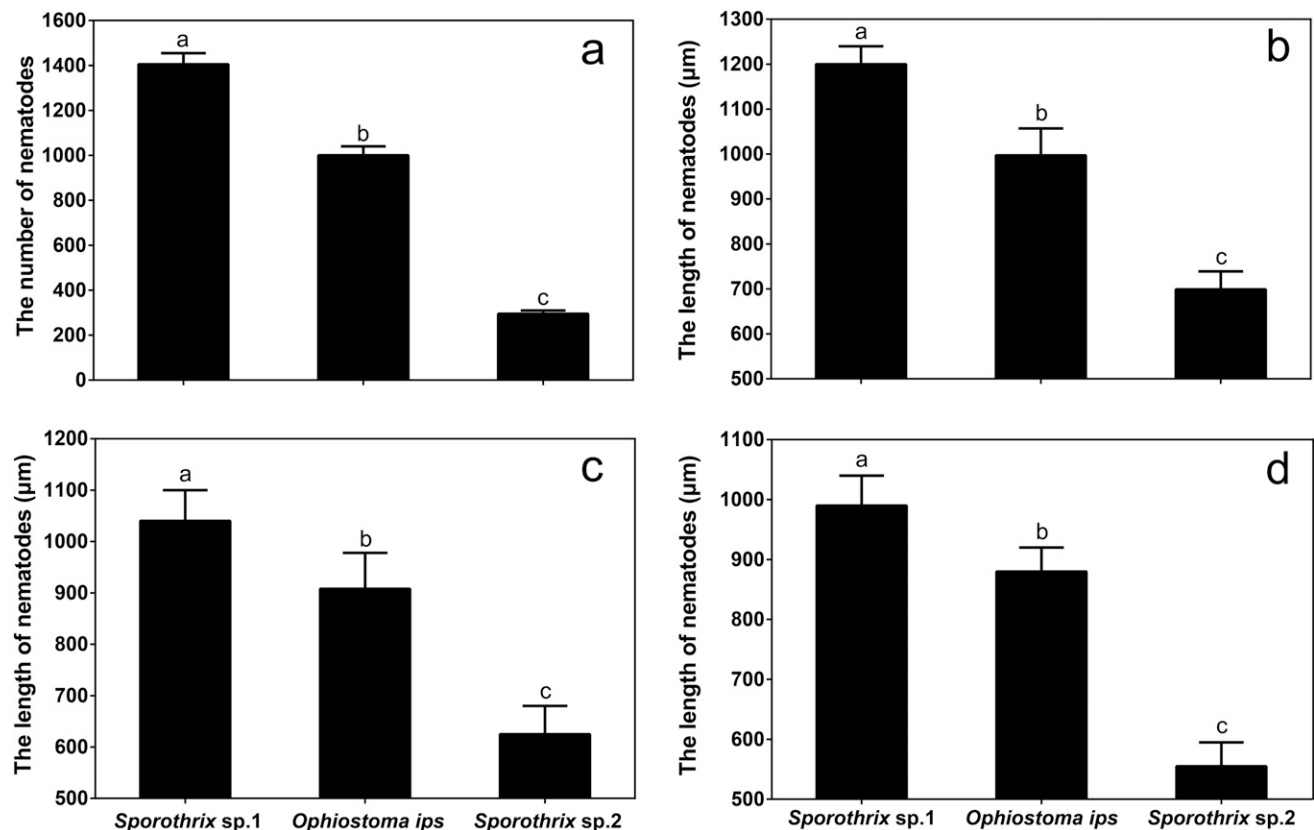 The number of nematodes
1600
1400
1200
1000
800
600
400
200
0
a
b
c
a
The length of nematodes (µm)
1300
1200
1100
1000
900
800
700
600
500
a
b
c
b
The length of nematodes (µm)
1200
1100
1000
900
800
700
600
500
a
b
c
c
Sporothrix sp.1 Ophiostoma ips Sporothrix sp.2
The length of nematodes (µm)
1100
1000
900
800
700
600
500
a
b
c
d
Sporothrix sp.1 Ophiostoma ips Sporothrix sp.2